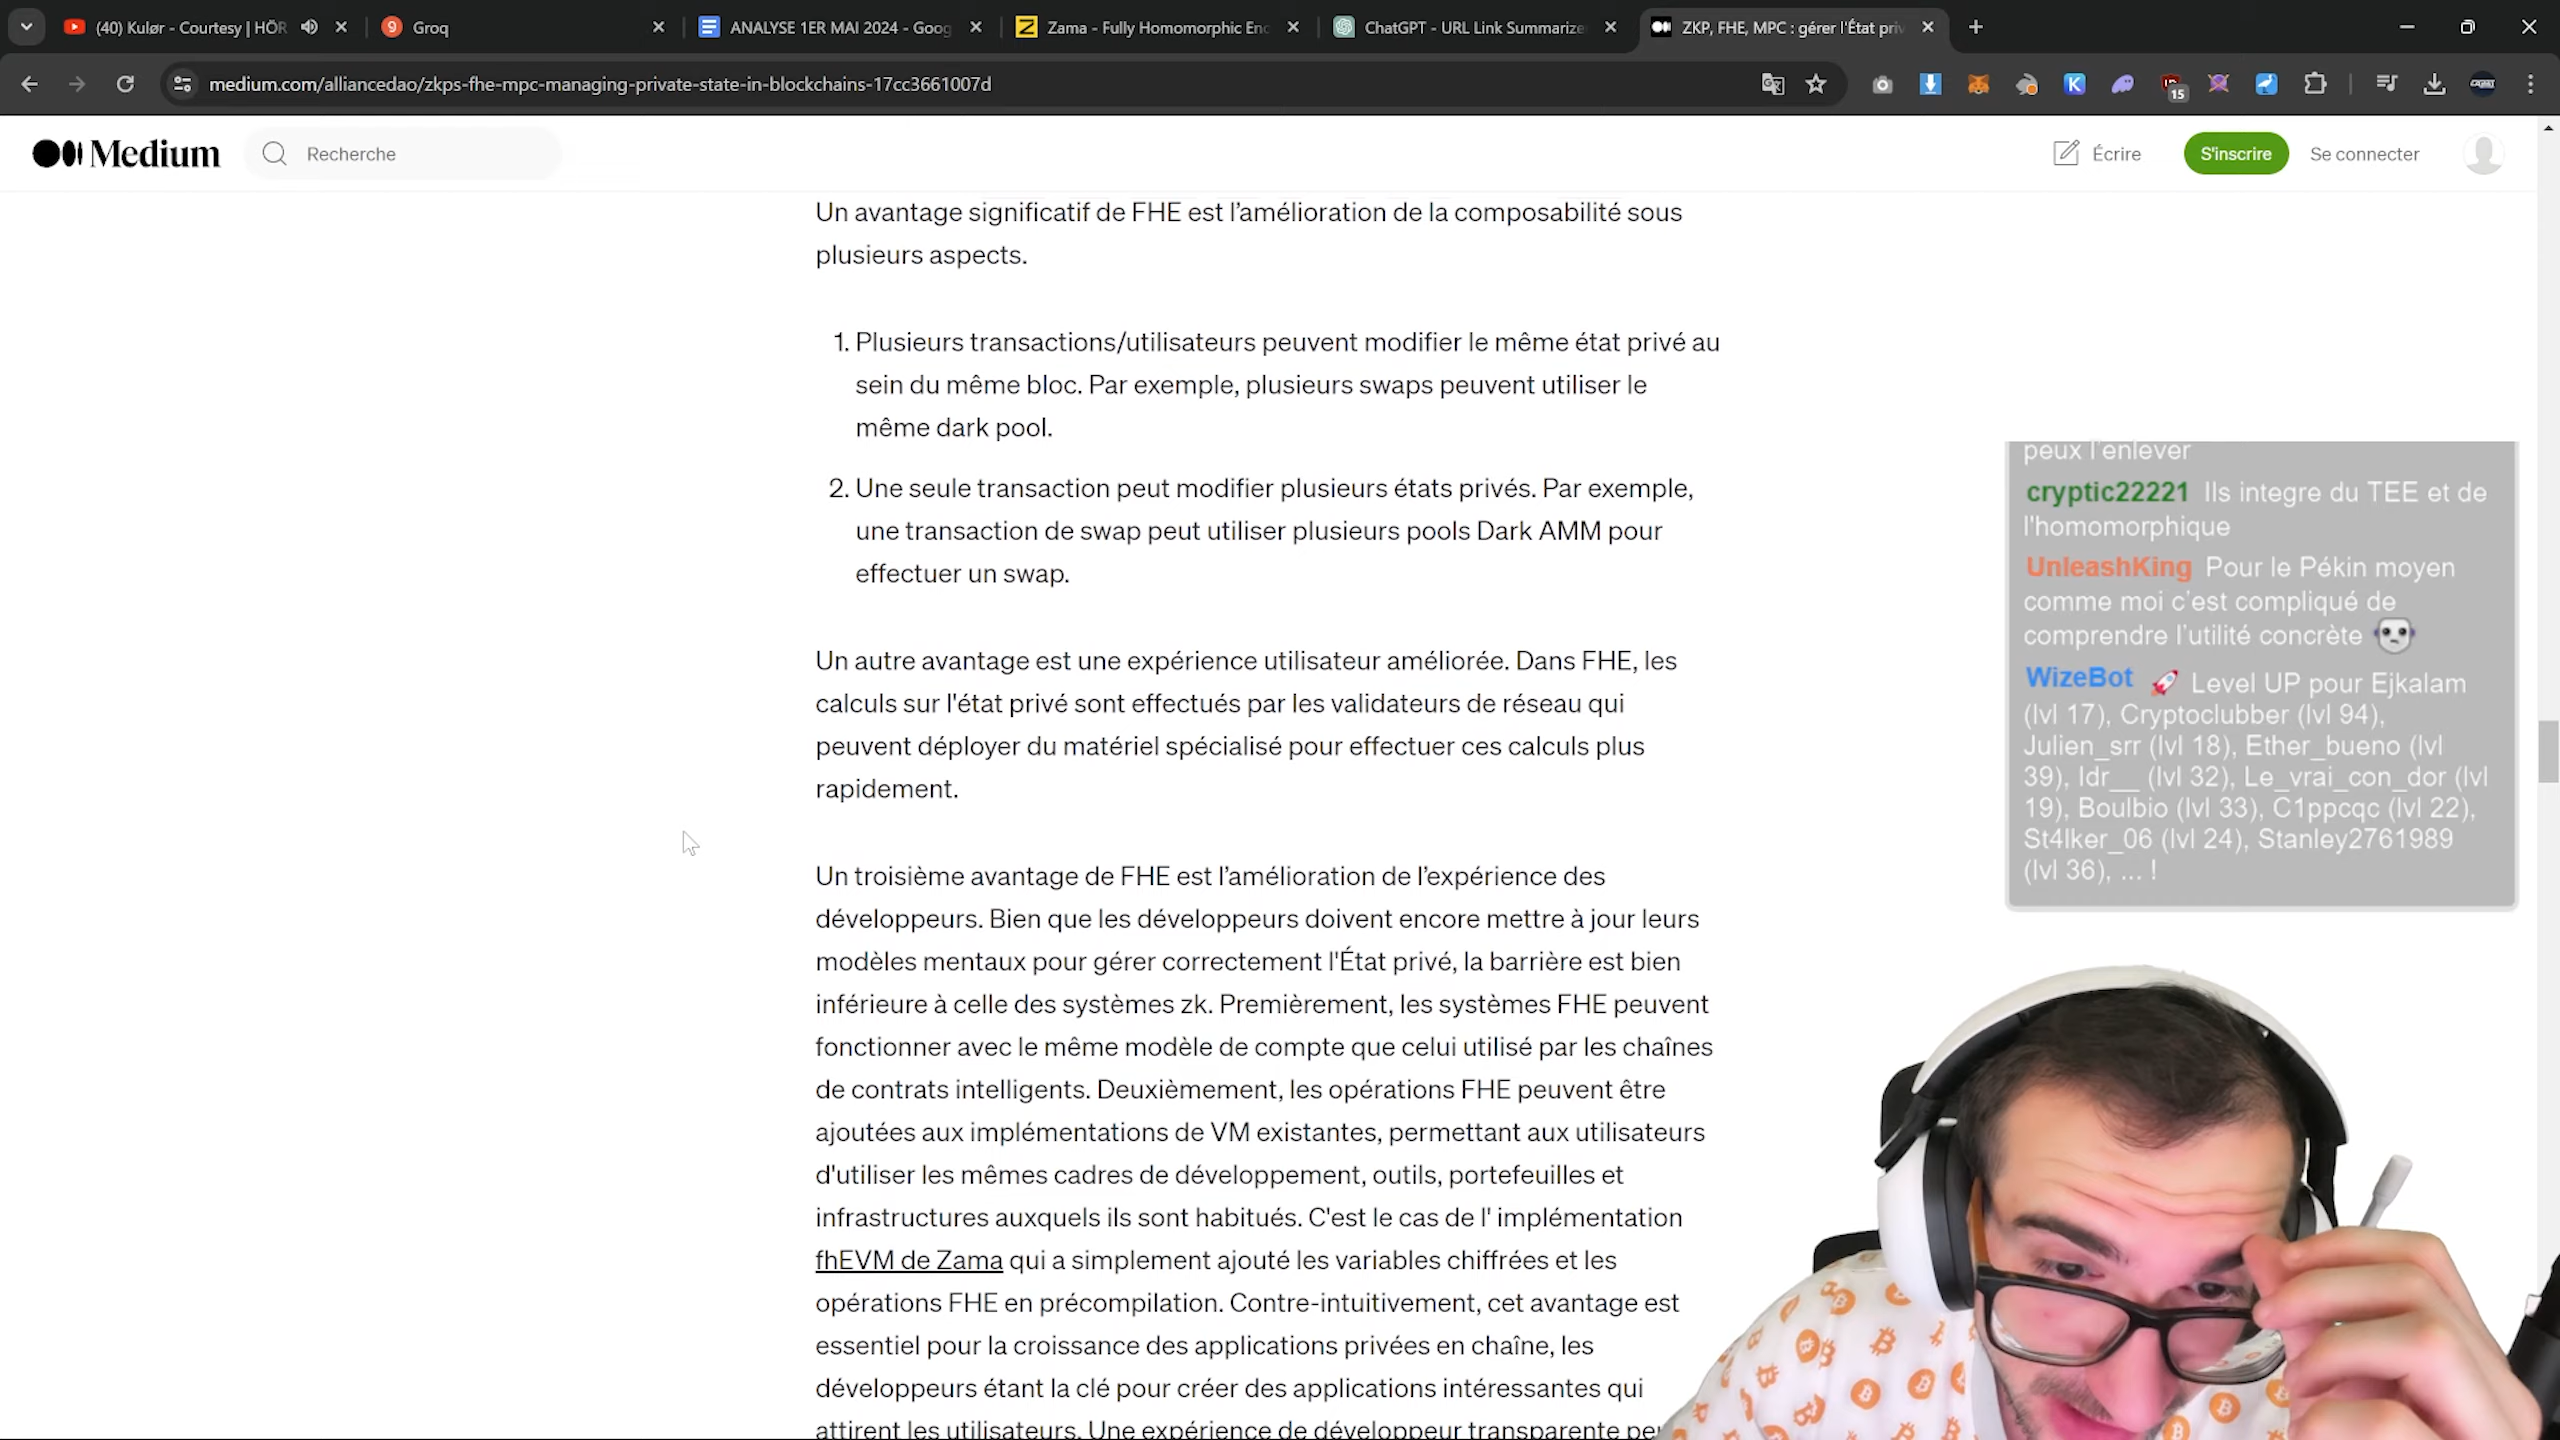 (40) Kulør - Courtesy | HÖR
Groq
ANALYSE 1ER MAI 2024 - Goog
Zama - Fully Homomorphic Enc
ChatGPT - URL Link Summarize
ZKP, FHE, MPC : gérer l'État priv
medium.com/alliancedao/zkps-fhe-mpc-managing-private-state-in-blockchains-17cc3661007d
15
Medium
Recherche
Écrire
S'inscrire
Se connecter
Un avantage significatif de FHE est l'amélioration de la composabilité sous
plusieurs aspects.
1. Plusieurs transactions/utilisateurs peuvent modifier le même état privé au
sein du même bloc. Par exemple, plusieurs swaps peuvent utiliser le
même dark pool.
2. Une seule transaction peut modifier plusieurs états privés. Par exemple,
une transaction de swap peut utiliser plusieurs pools Dark AMM pour
effectuer un swap.
Un autre avantage est une expérience utilisateur améliorée. Dans FHE, les
calculs sur l'état privé sont effectués par les validateurs de réseau qui
peuvent déployer du matériel spécialisé pour effectuer ces calculs plus
rapidement.
Un troisième avantage de FHE est l'amélioration de l'expérience des
développeurs. Bien que les développeurs doivent encore mettre à jour leurs
modèles mentaux pour gérer correctement l'État privé, la barrière est bien
inférieure à celle des systèmes zk. Premièrement, les systèmes FHE peuvent
fonctionner avec le même modèle de compte que celui utilisé par les chaînes
de contrats intelligents. Deuxièmement, les opérations FHE peuvent être
ajoutées aux implémentations de VM existantes, permettant aux utilisateurs
d'utiliser les mêmes cadres de développement, outils, portefeuilles et
infrastructures auxquels ils sont habitués. C'est le cas de l' implémentation
fhEVM de Zama qui a simplement ajouté les variables chiffrées et les
opérations FHE en précompilation. Contre-intuitivement, cet avantage est
essentiel pour la croissance des applications privées en chaîne, les
développeurs étant la clé pour créer des applications intéressantes qui
attirent les utilisateurs. Une expérience de développeur transparente
peux l'enlever
cryptic22221 Ils integre du TEE et de
l'homomorphique
UnleashKing Pour le Pékin moyen
comme moi c'est compliqué de
comprendre l'utilité concrète
WizeBot Level UP pour Ejkalam
(lvl 17), Cryptoclubber (lvl 94),
Julien_srr (lvl 18), Ether_bueno (lvl
39), Idr__ (lvl 32), Le_vrai_con_dor (lvl
19), Boulbio (lvl 33), C1ppcqc (lvl 22),
St4lker_06 (lvl 24), Stanley2761989
(lvl 36), ... !